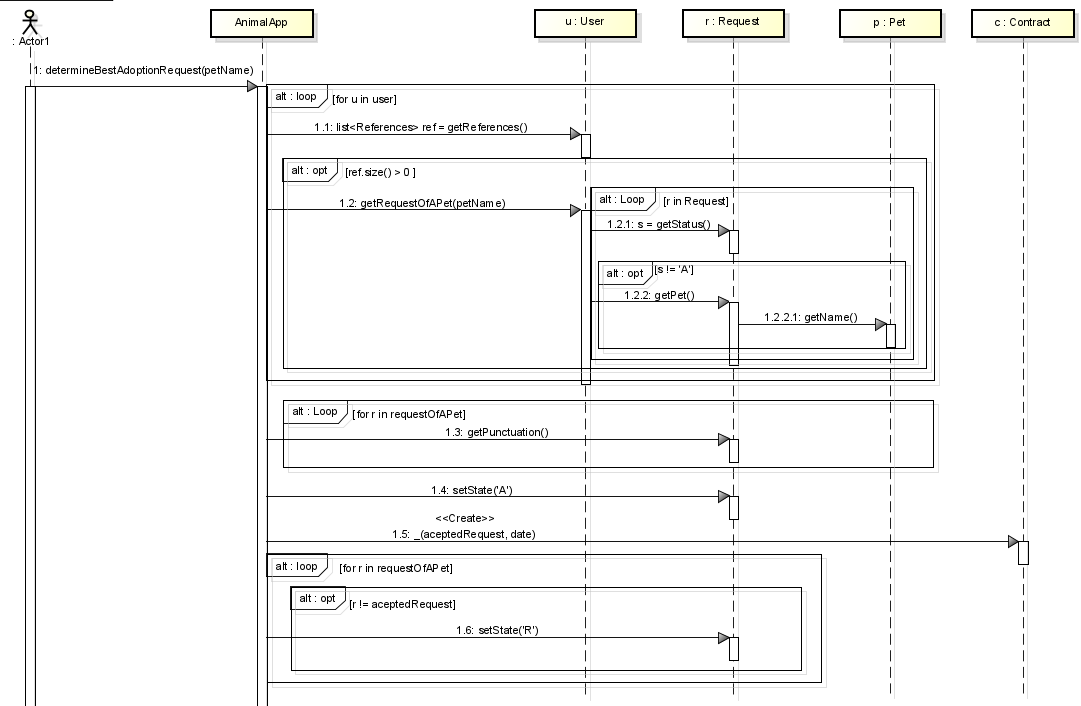 : Actor1
AnimalApp
u : User
r : Request
p : Pet
c : Contract
1: determineBestAdoptionRequest(petName)
alt : loop
[for u in user]
1.1: list<References> ref = getReferences()
alt : opt
[ref.size() > 0 ]
1.2: getRequestOfAPet(petName)
alt : Loop
[r in Request]
1.2.1: s = getStatus()
alt : opt
[s != 'A']
1.2.2: getPet()
1.2.2.1: getName()
alt : Loop
[for r in requestOfAPet]
1.3: getPunctuation()
1.4: setState('A')
<<Create>>
1.5: _(aceptedRequest, date)
alt : loop
[for r in requestOfAPet]
alt : opt
[r != aceptedRequest]
1.6: setState('R')